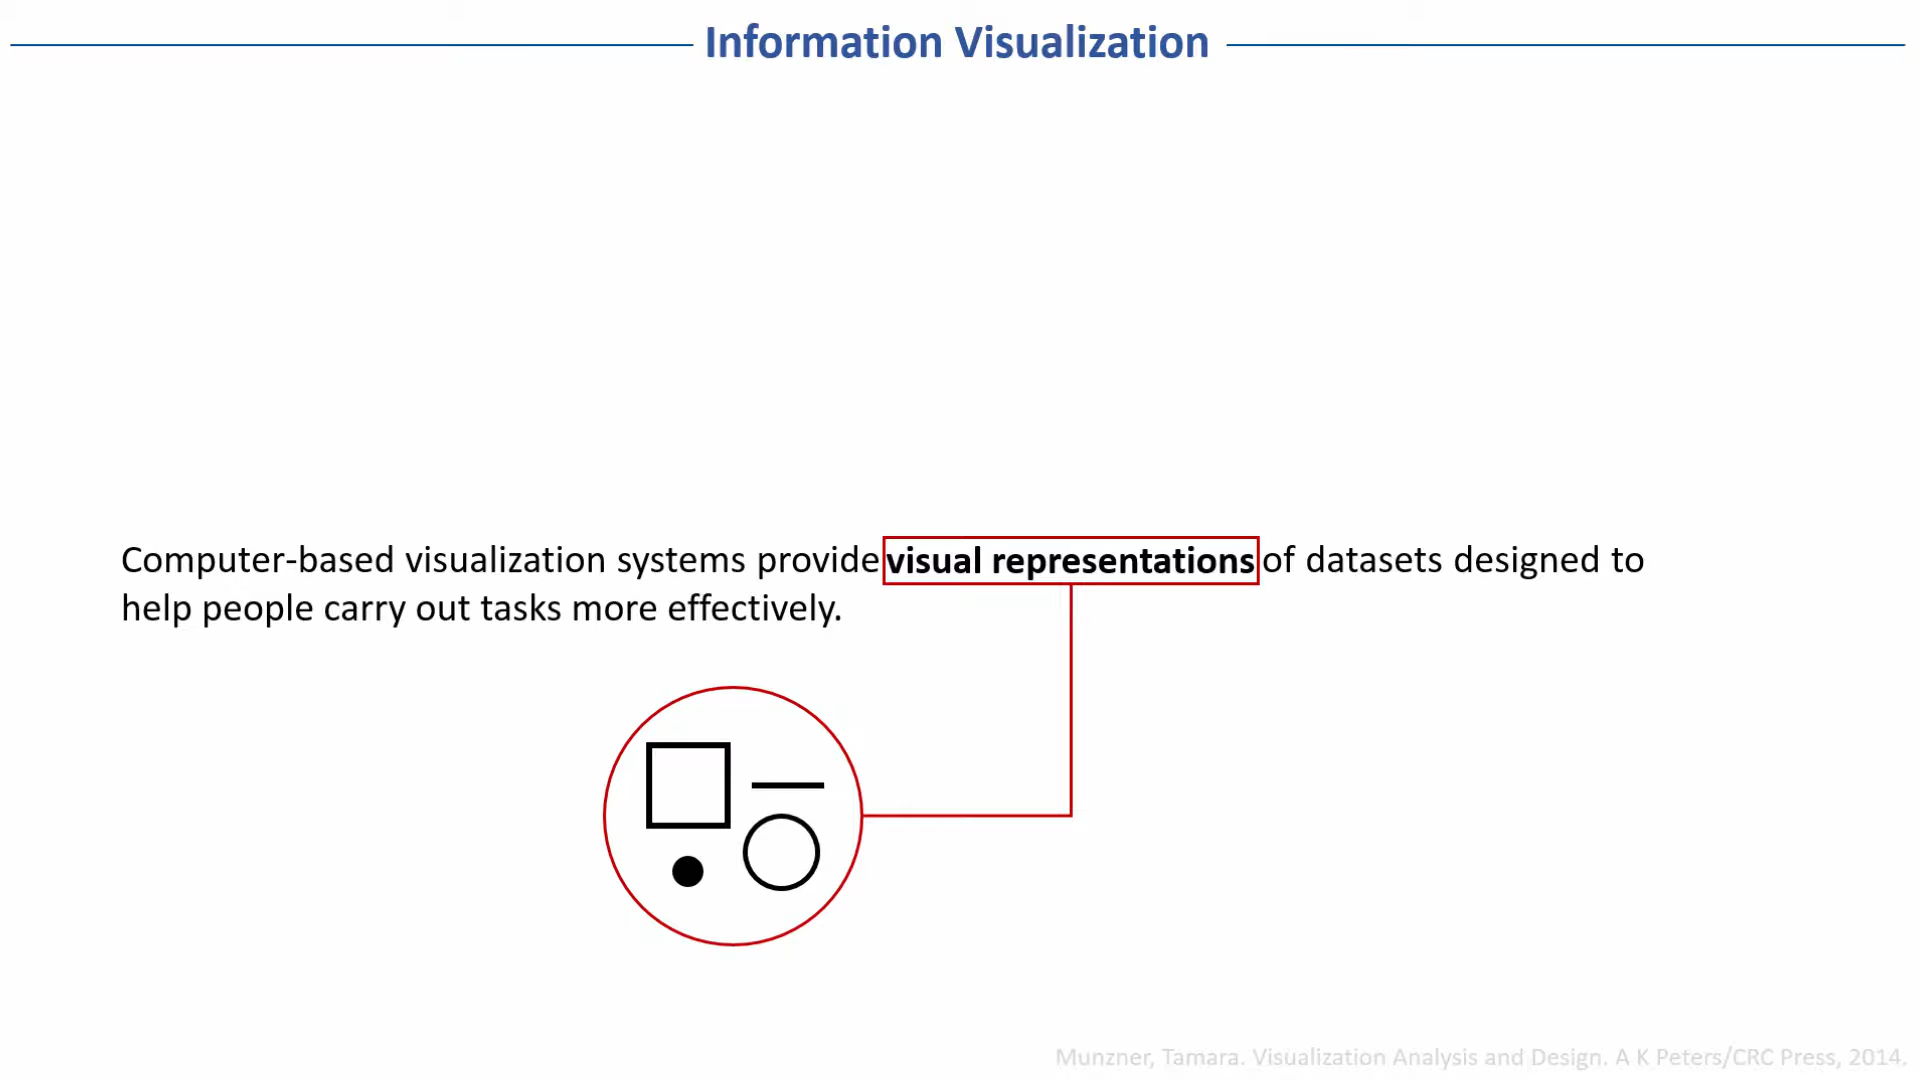 Information Visualization
Computer-based visualization systems provide visual representations of datasets designed to
help people carry out tasks more effectively.
Munzner, Tamara. Visualization Analysis and Design. A K Peters/CRC Press, 2014.